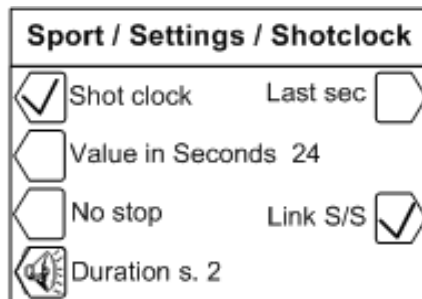 Sport / Settings / Shotclock
Shot clock Last sec
Value in Seconds 24
No stop Link S/S
Duration s. 2